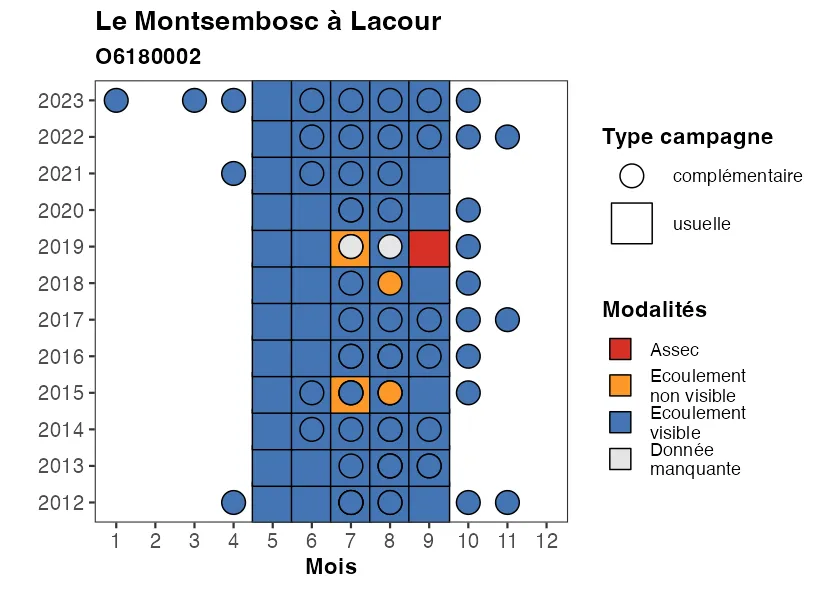 Le Montsembosc à Lacour
O6180002
2023
2022
2021
2020
2019
2018
2017
2016
2015
2014
2013
2012
1 2 3 4 5 6 7 8 9 10 11 12
Mois
Type campagne
complémentaire
usuelle
Modalités
Assec
Ecoulement
non visible
Ecoulement
visible
Donnée
manquante